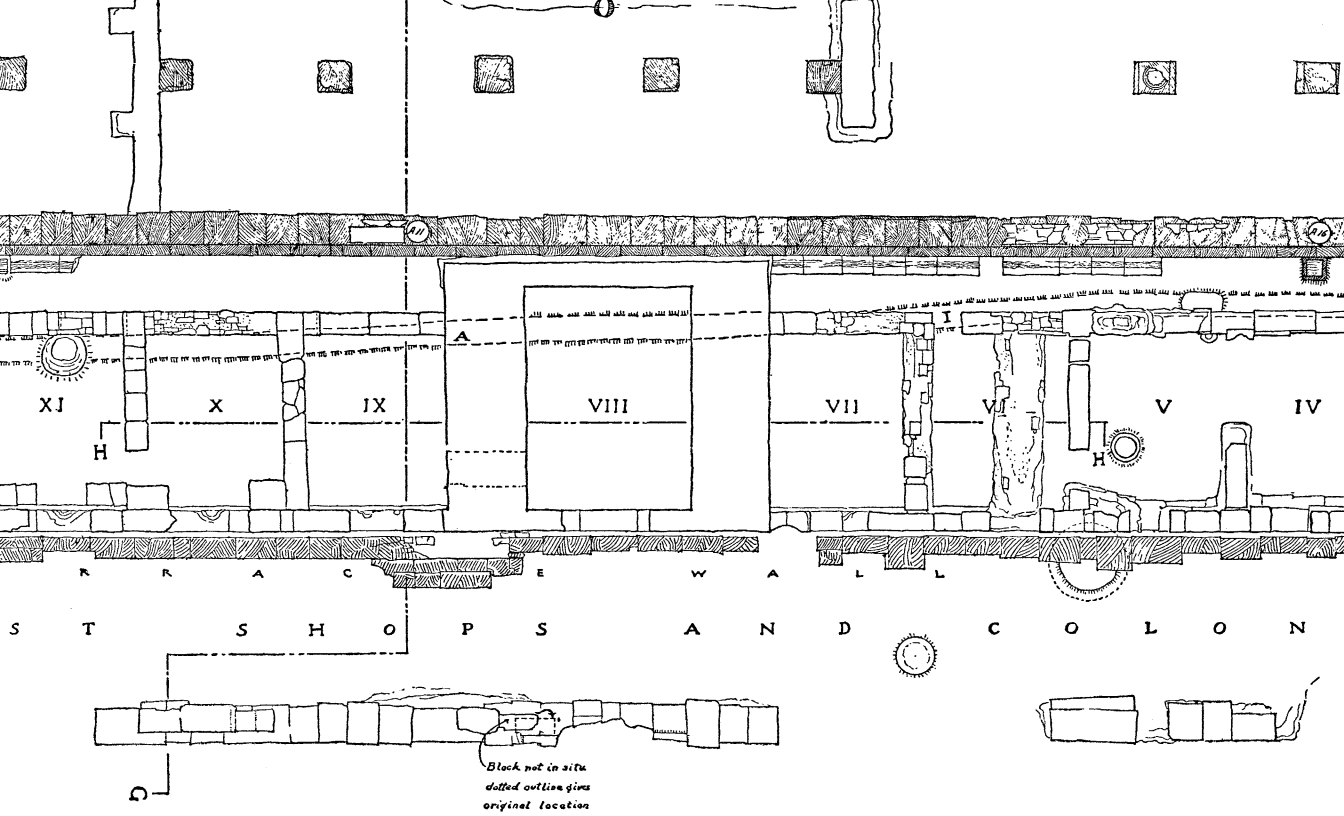 O
A11
A16
I
A
XI X IX VIII VII VI V IV
H H
R R A C E W A L L
S T S H O P S A N D C O L O N
Block not in situ
dotted outline gives
original location
G